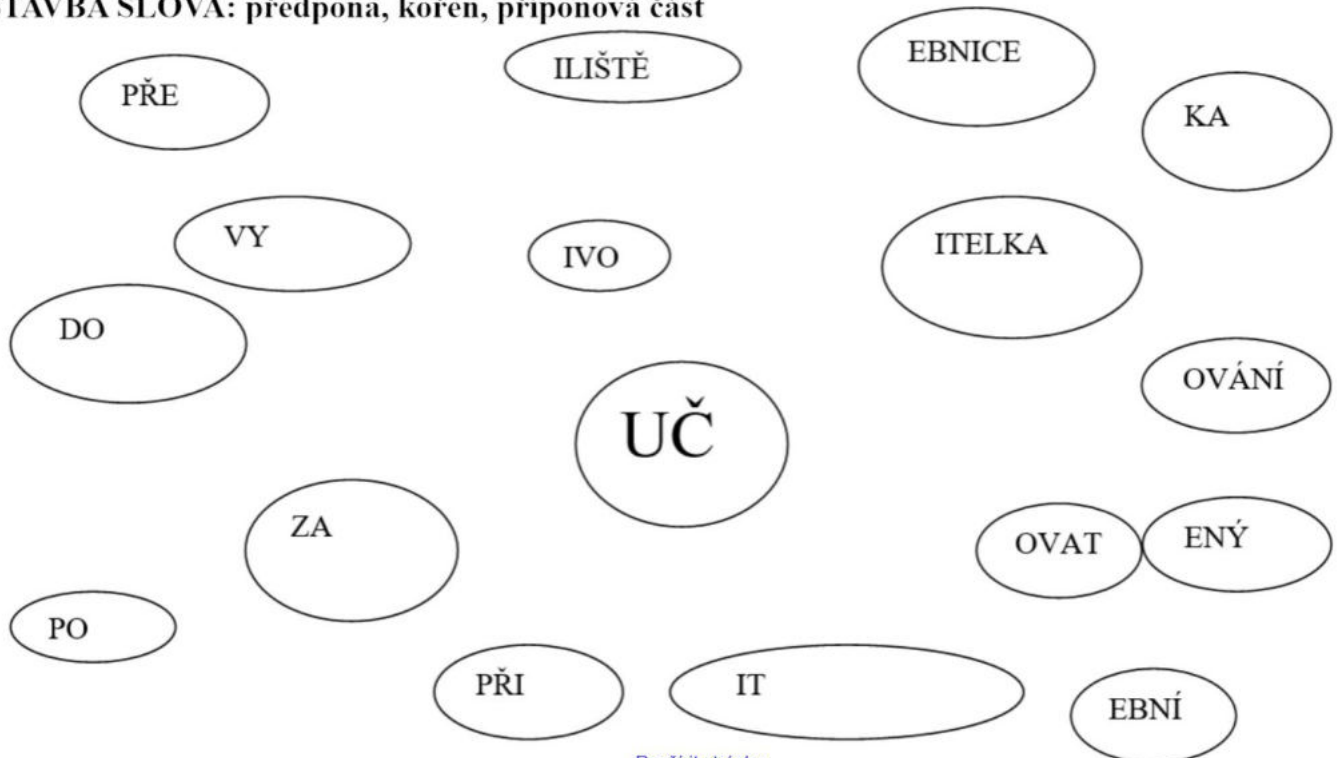 STAVBA SLOVA: předpona, kořen, příponová část
EBNICE
ILIŠTĚ
PŘE
KA
VY
IVO
ITELKA
DO
OVÁNÍ
UČ
ZA
OVAT
ENÝ
PO
PŘI
IT
EBNÍ